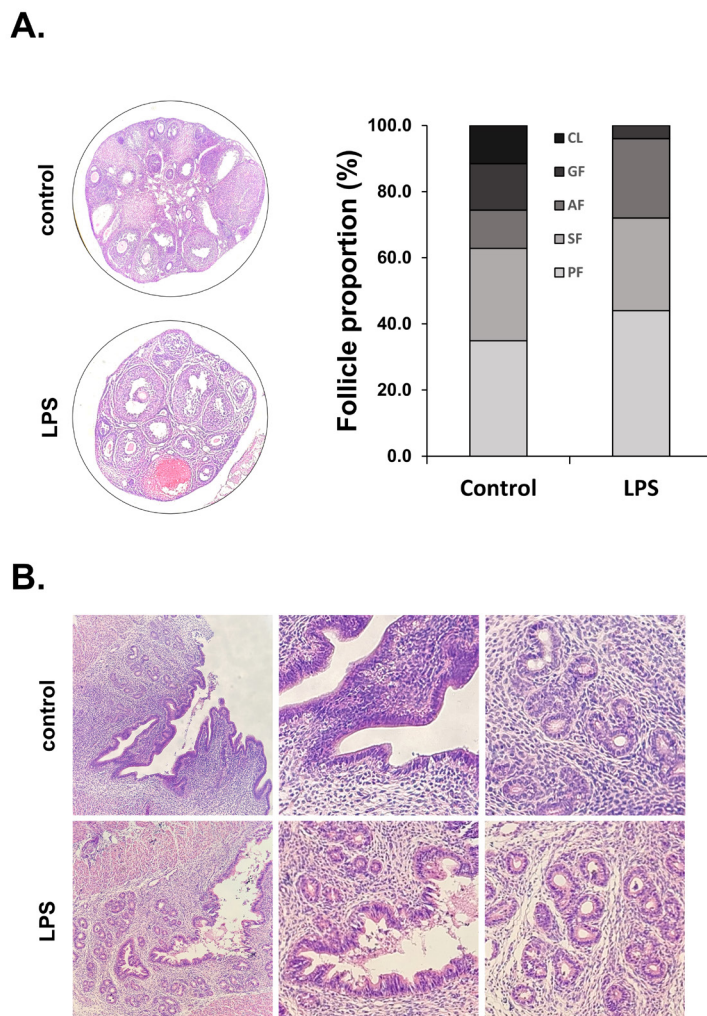 A.
control
LPS
Follicle proportion (%)
100.0
80.0
60.0
40.0
20.0
0.0
CL
GF
AF
SF
PF
Control LPS
B.
control
LPS